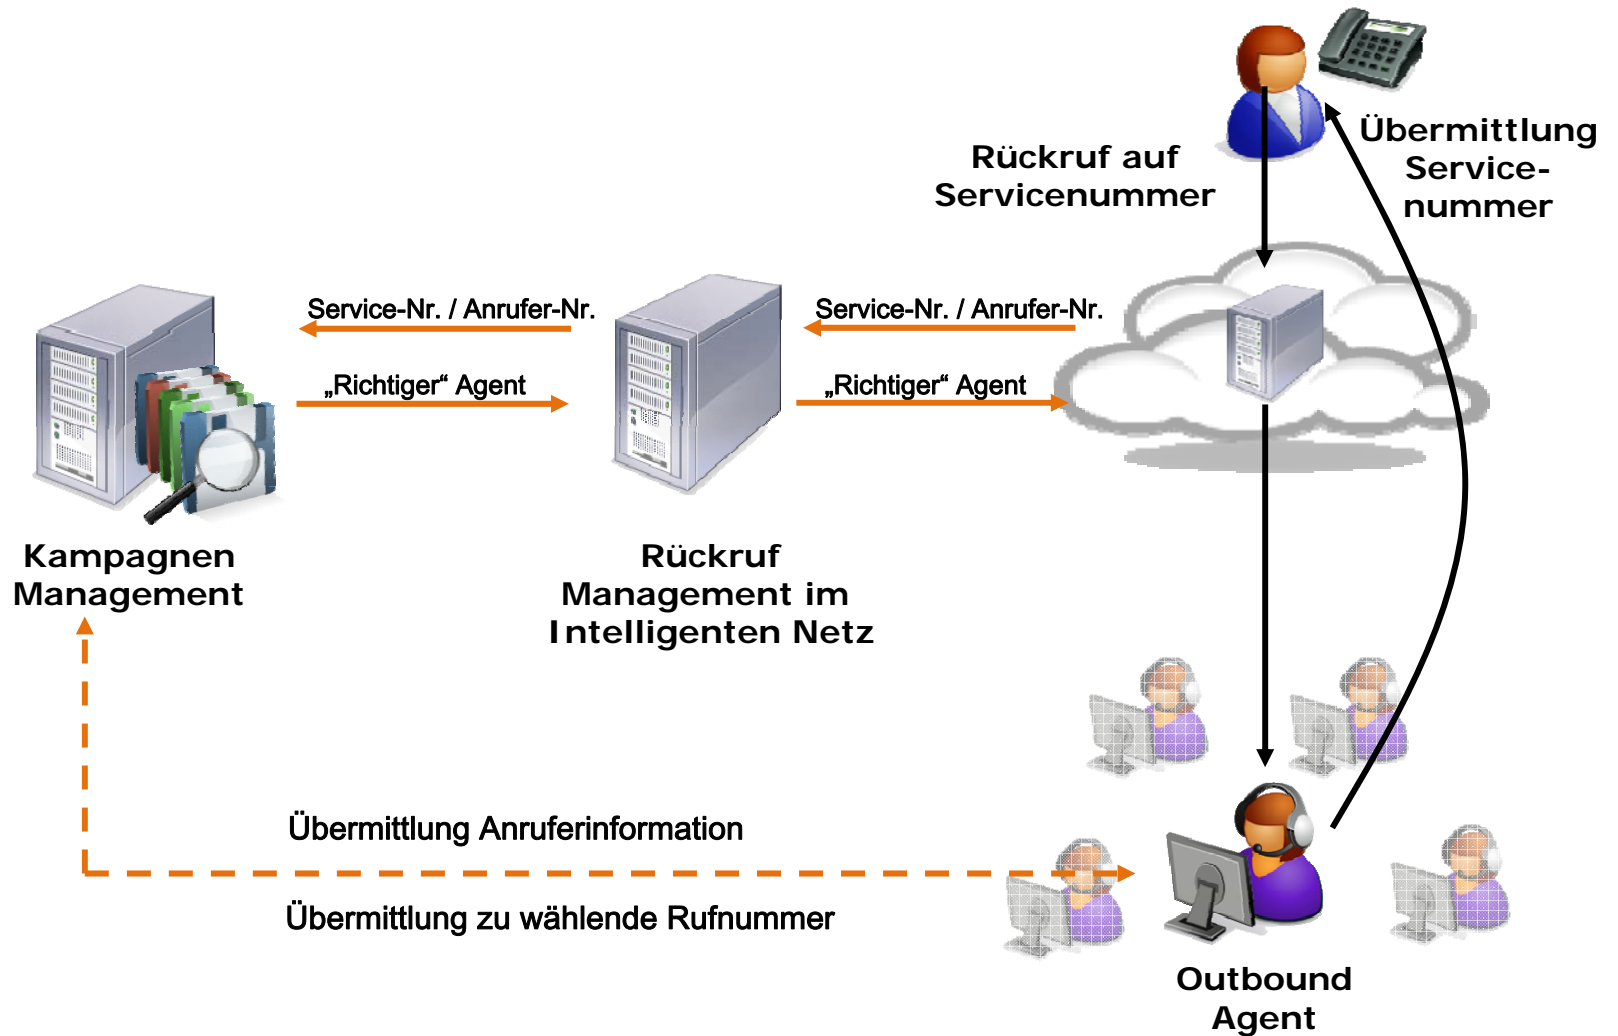 Übermittlung
Service-
nummer
Rückruf auf
Servicenummer
Service-Nr. / Anrufer-Nr.
Service-Nr. / Anrufer-Nr.
„Richtiger“ Agent
„Richtiger“ Agent
Kampagnen
Management
Rückruf
Management im
Intelligenten Netz
Übermittlung Anruferinformation
Übermittlung zu wählende Rufnummer
Outbound
Agent